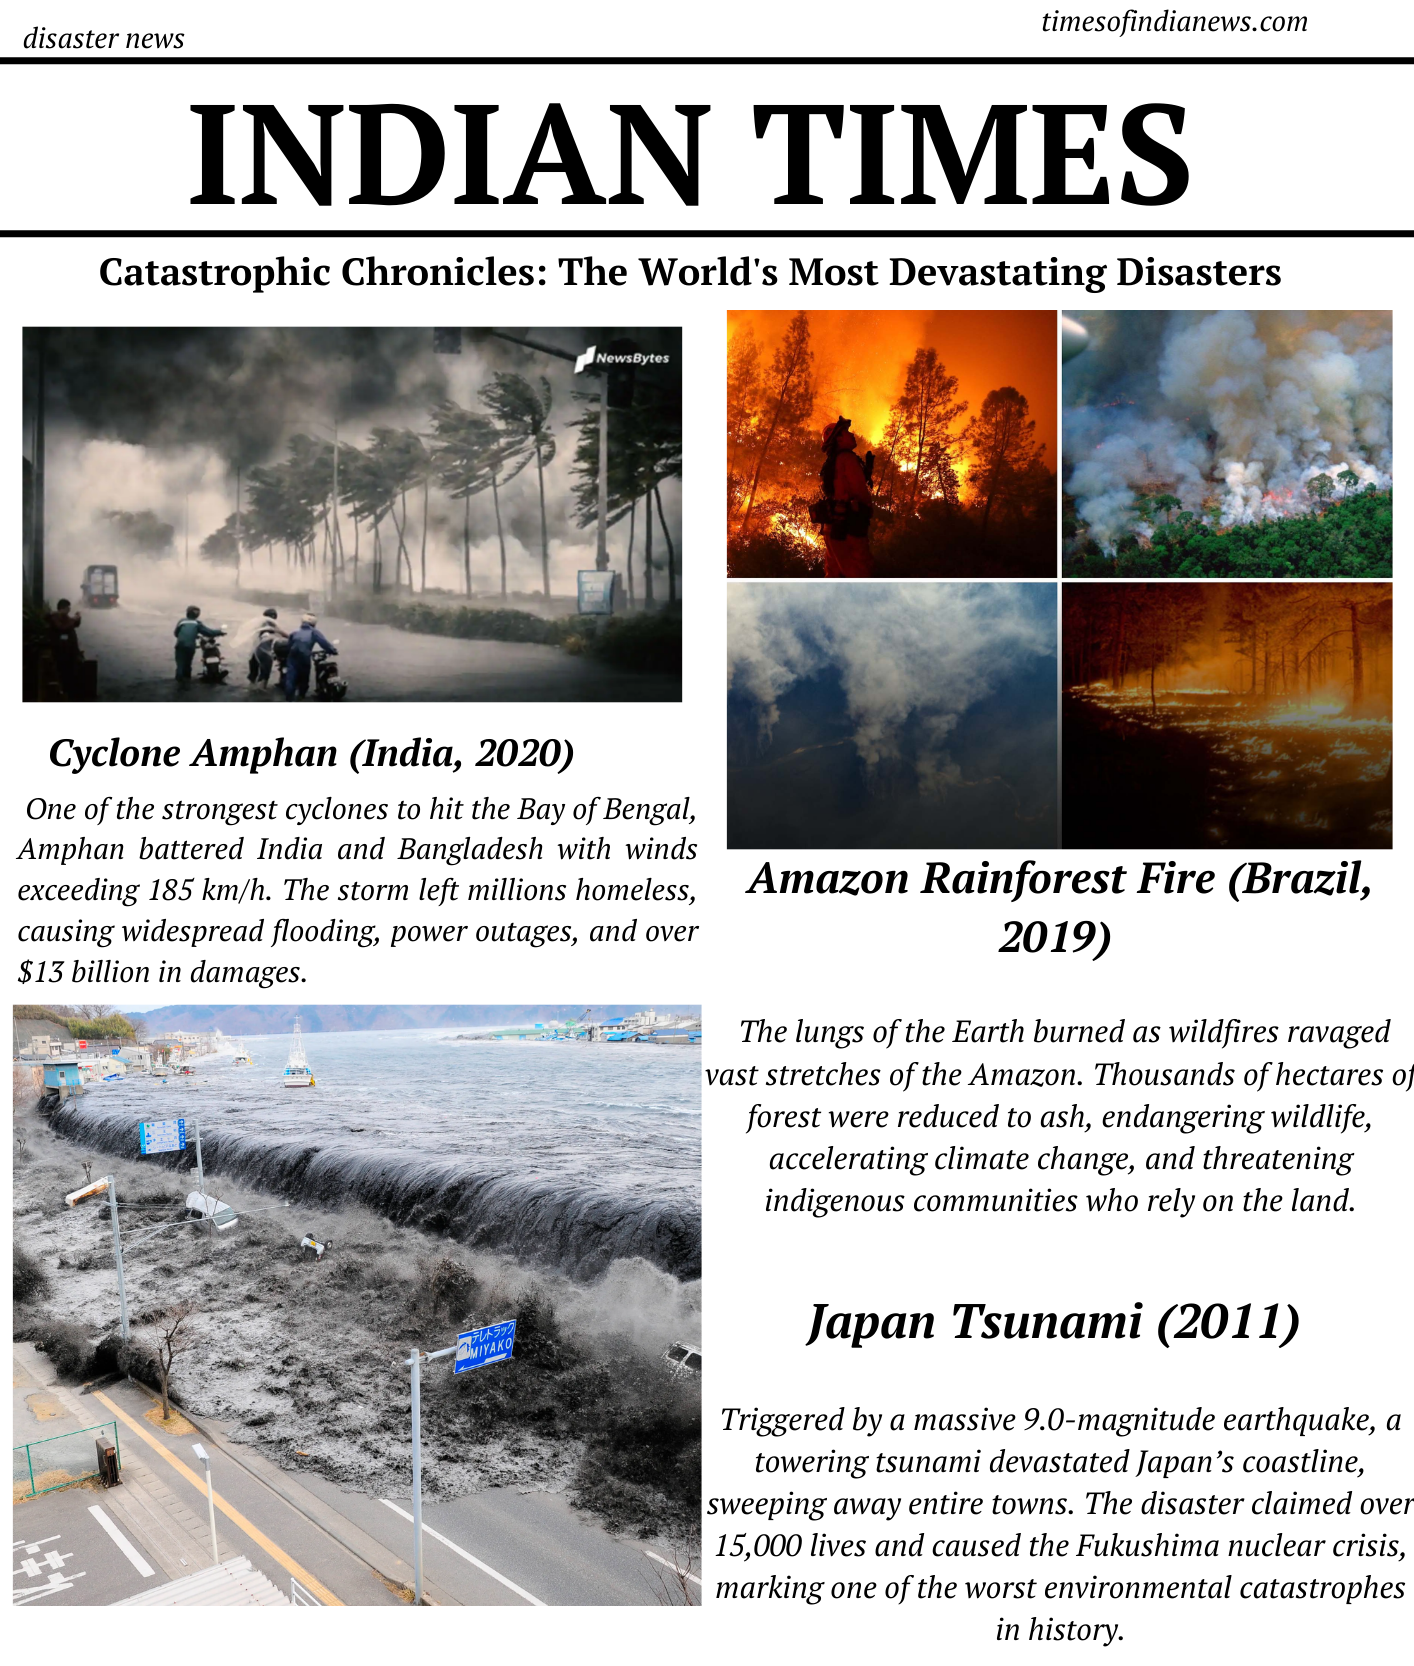 disaster news
timesofindianews.com
INDIAN TIMES
Catastrophic Chronicles: The World's Most Devastating Disasters
NewsBytes
Cyclone Amphan (India, 2020)
One of the strongest cyclones to hit the Bay of Bengal,
Amphan battered India and Bangladesh with winds
exceeding 185 km/h. The storm left millions homeless,
causing widespread flooding, power outages, and over
$13 billion in damages.
Amazon Rainforest Fire (Brazil,
2019)
The lungs of the Earth burned as wildfires ravaged
vast stretches of the Amazon. Thousands of hectares of
forest were reduced to ash, endangering wildlife,
accelerating climate change, and threatening
indigenous communities who rely on the land.
テレトラック
MIYAKO
Japan Tsunami (2011)
Triggered by a massive 9.0-magnitude earthquake, a
towering tsunami devastated Japan’s coastline,
sweeping away entire towns. The disaster claimed over
15,000 lives and caused the Fukushima nuclear crisis,
marking one of the worst environmental catastrophes
in history.